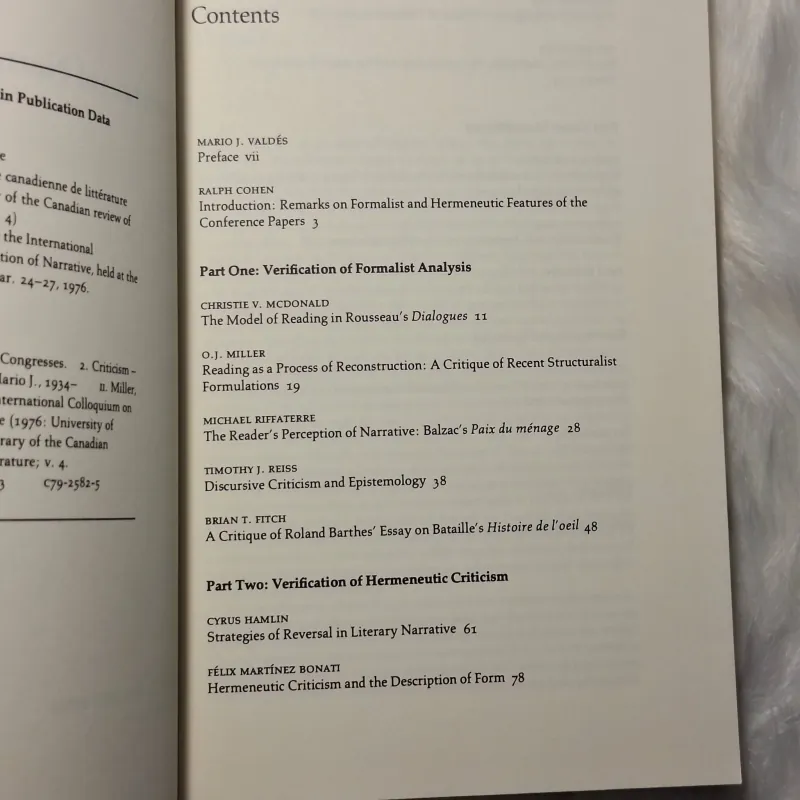 in Publication Data
e
canadienne de littérature
of the Canadian review of
4)
the International
tion of Narrative, held at the
ar. 24–27, 1976.
Congresses. 2. Criticism –
Mario J., 1934– II. Miller,
ternational Colloquium on
e (1976: University of
rary of the Canadian
rature; v. 4.
3 C79-2582-5
Contents
MARIO J. VALDÉS
Preface vii
RALPH COHEN
Introduction: Remarks on Formalist and Hermeneutic Features of the
Conference Papers 3
Part One: Verification of Formalist Analysis
CHRISTIE V. MCDONALD
The Model of Reading in Rousseau's Dialogues 11
O.J. MILLER
Reading as a Process of Reconstruction: A Critique of Recent Structuralist
Formulations 19
MICHAEL RIFFATERRE
The Reader's Perception of Narrative: Balzac's Paix du ménage 28
TIMOTHY J. REISS
Discursive Criticism and Epistemology 38
BRIAN T. FITCH
A Critique of Roland Barthes' Essay on Bataille's Histoire de l'oeil 48
Part Two: Verification of Hermeneutic Criticism
CYRUS HAMLIN
Strategies of Reversal in Literary Narrative 61
FÉLIX MARTÍNEZ BONATI
Hermeneutic Criticism and the Description of Form 78